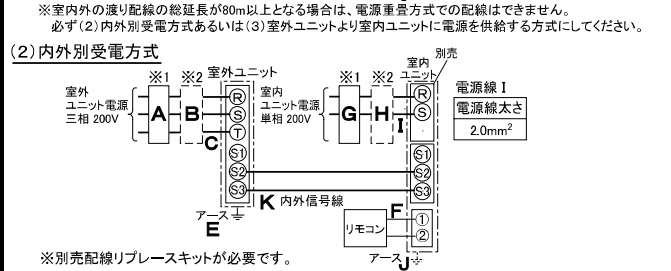 ※室内外の渡り配線の総延長が80m以上となる場合は、電源重畳方式での配線はできません。
必ず(2)内外別受電方式あるいは(3)室外ユニットより室内ユニットに電源を供給する方式にしてください。
(2)内外別受電方式
別売
※1 ※2 室外ユニット
※1 ※2 室内ユニット
室外
ユニット電源
三相 200V
A
B
C
R
S
T
S1
S2
S3
室内
ユニット電源
単相 200V
G
H
I
R
S
S1
S2
S3
電源線 I
電源線太さ
2.0mm²
K 内外信号線
アース
E
リモコン
F
①
②
アース J
※別売配線リプレースキットが必要です。